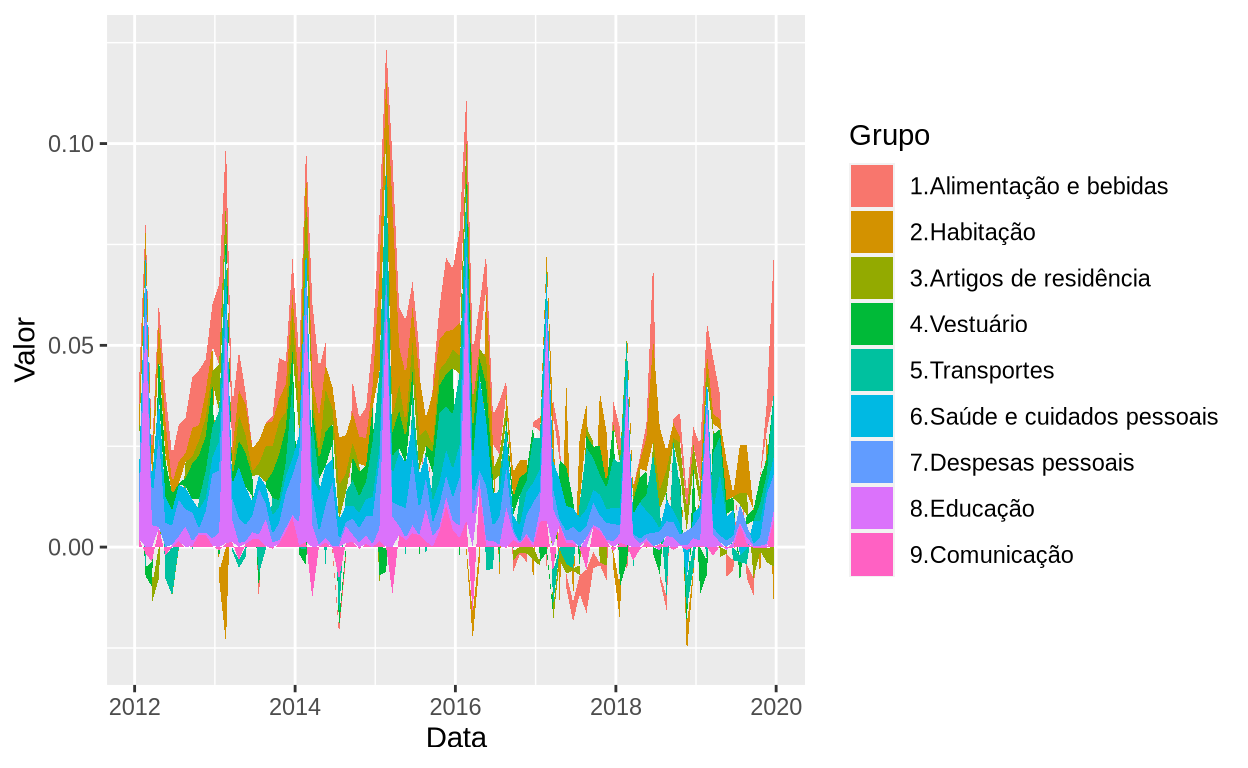 Valor
0.10
0.05
0.00
2012
2014
2016
2018
2020
Data
Grupo
1.Alimentação e bebidas
2.Habitação
3.Artigos de residência
4.Vestuário
5.Transportes
6.Saúde e cuidados pessoais
7.Despesas pessoais
8.Educação
9.Comunicação